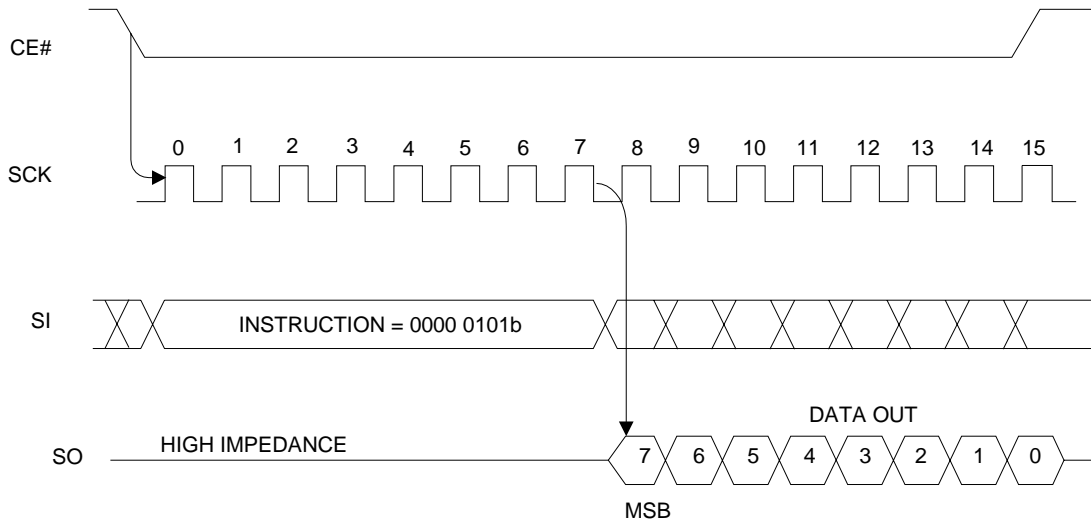 CE#
0 1 2 3 4 5 6 7 8 9 10 11 12 13 14 15
SCK
SI
INSTRUCTION = 0000 0101b
DATA OUT
HIGH IMPEDANCE
SO
7 6 5 4 3 2 1 0
MSB